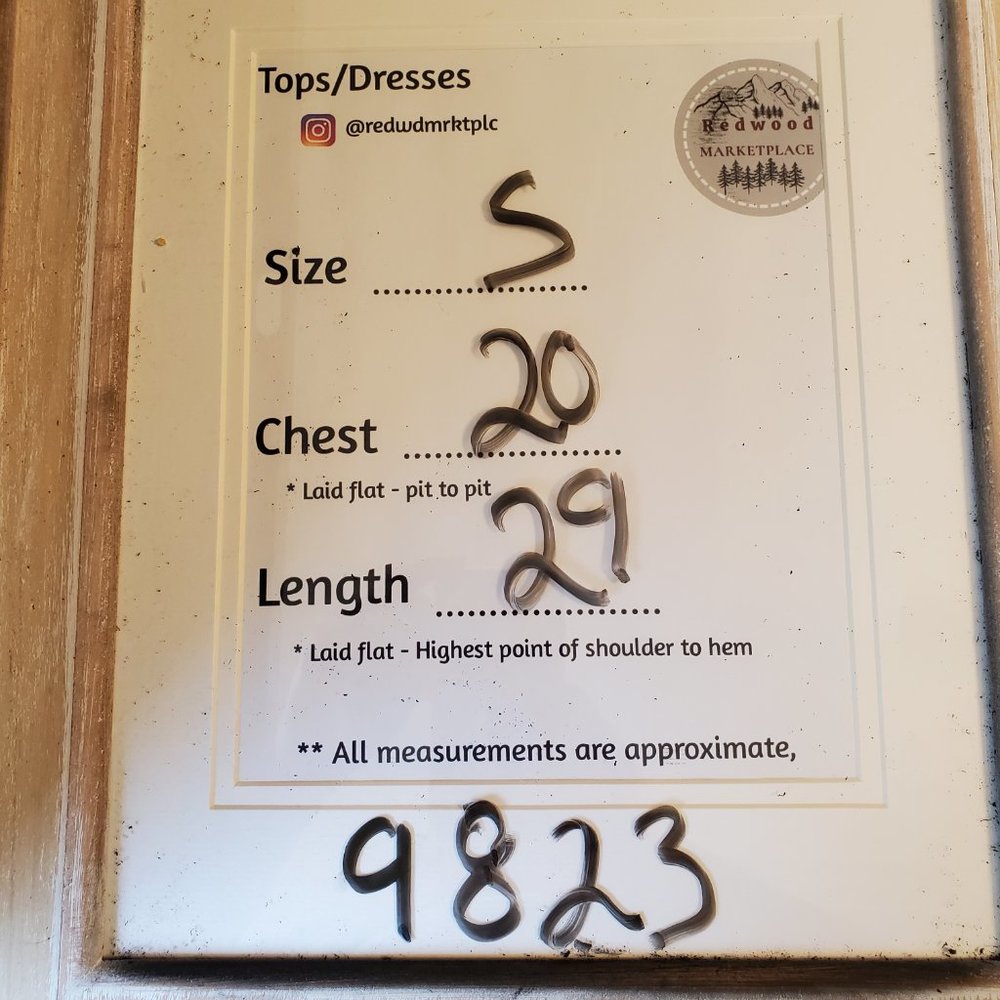 Tops/Dresses
@redwdmrktplc
Redwood
MARKETPLACE
Size S
Chest 20
* Laid flat - pit to pit
Length 29
* Laid flat - Highest point of shoulder to hem
** All measurements are approximate,
9823